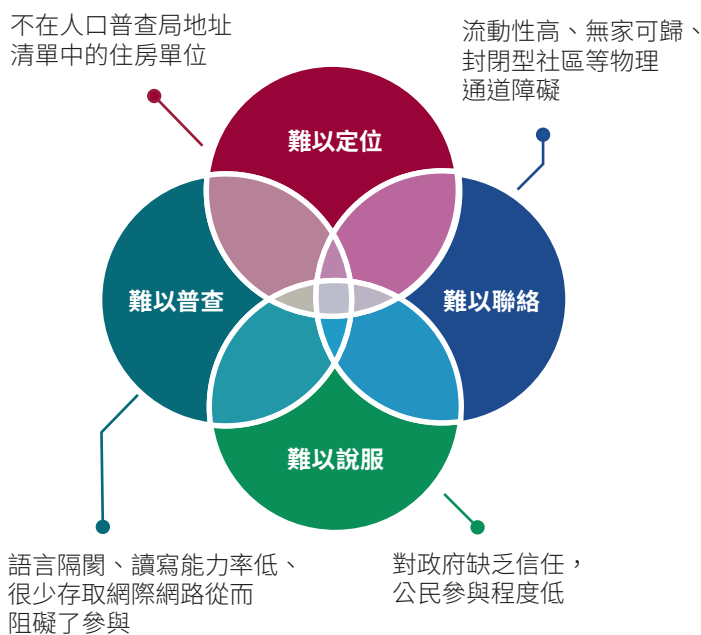 不在人口普查局地址
清單中的住房單位
流動性高、無家可歸、
封閉型社區等物理
通道障礙
難以定位
難以普查
難以聯絡
難以說服
語言隔閡、讀寫能力率低、
很少存取網際網路從而
阻礙了參與
對政府缺乏信任，
公民參與程度低